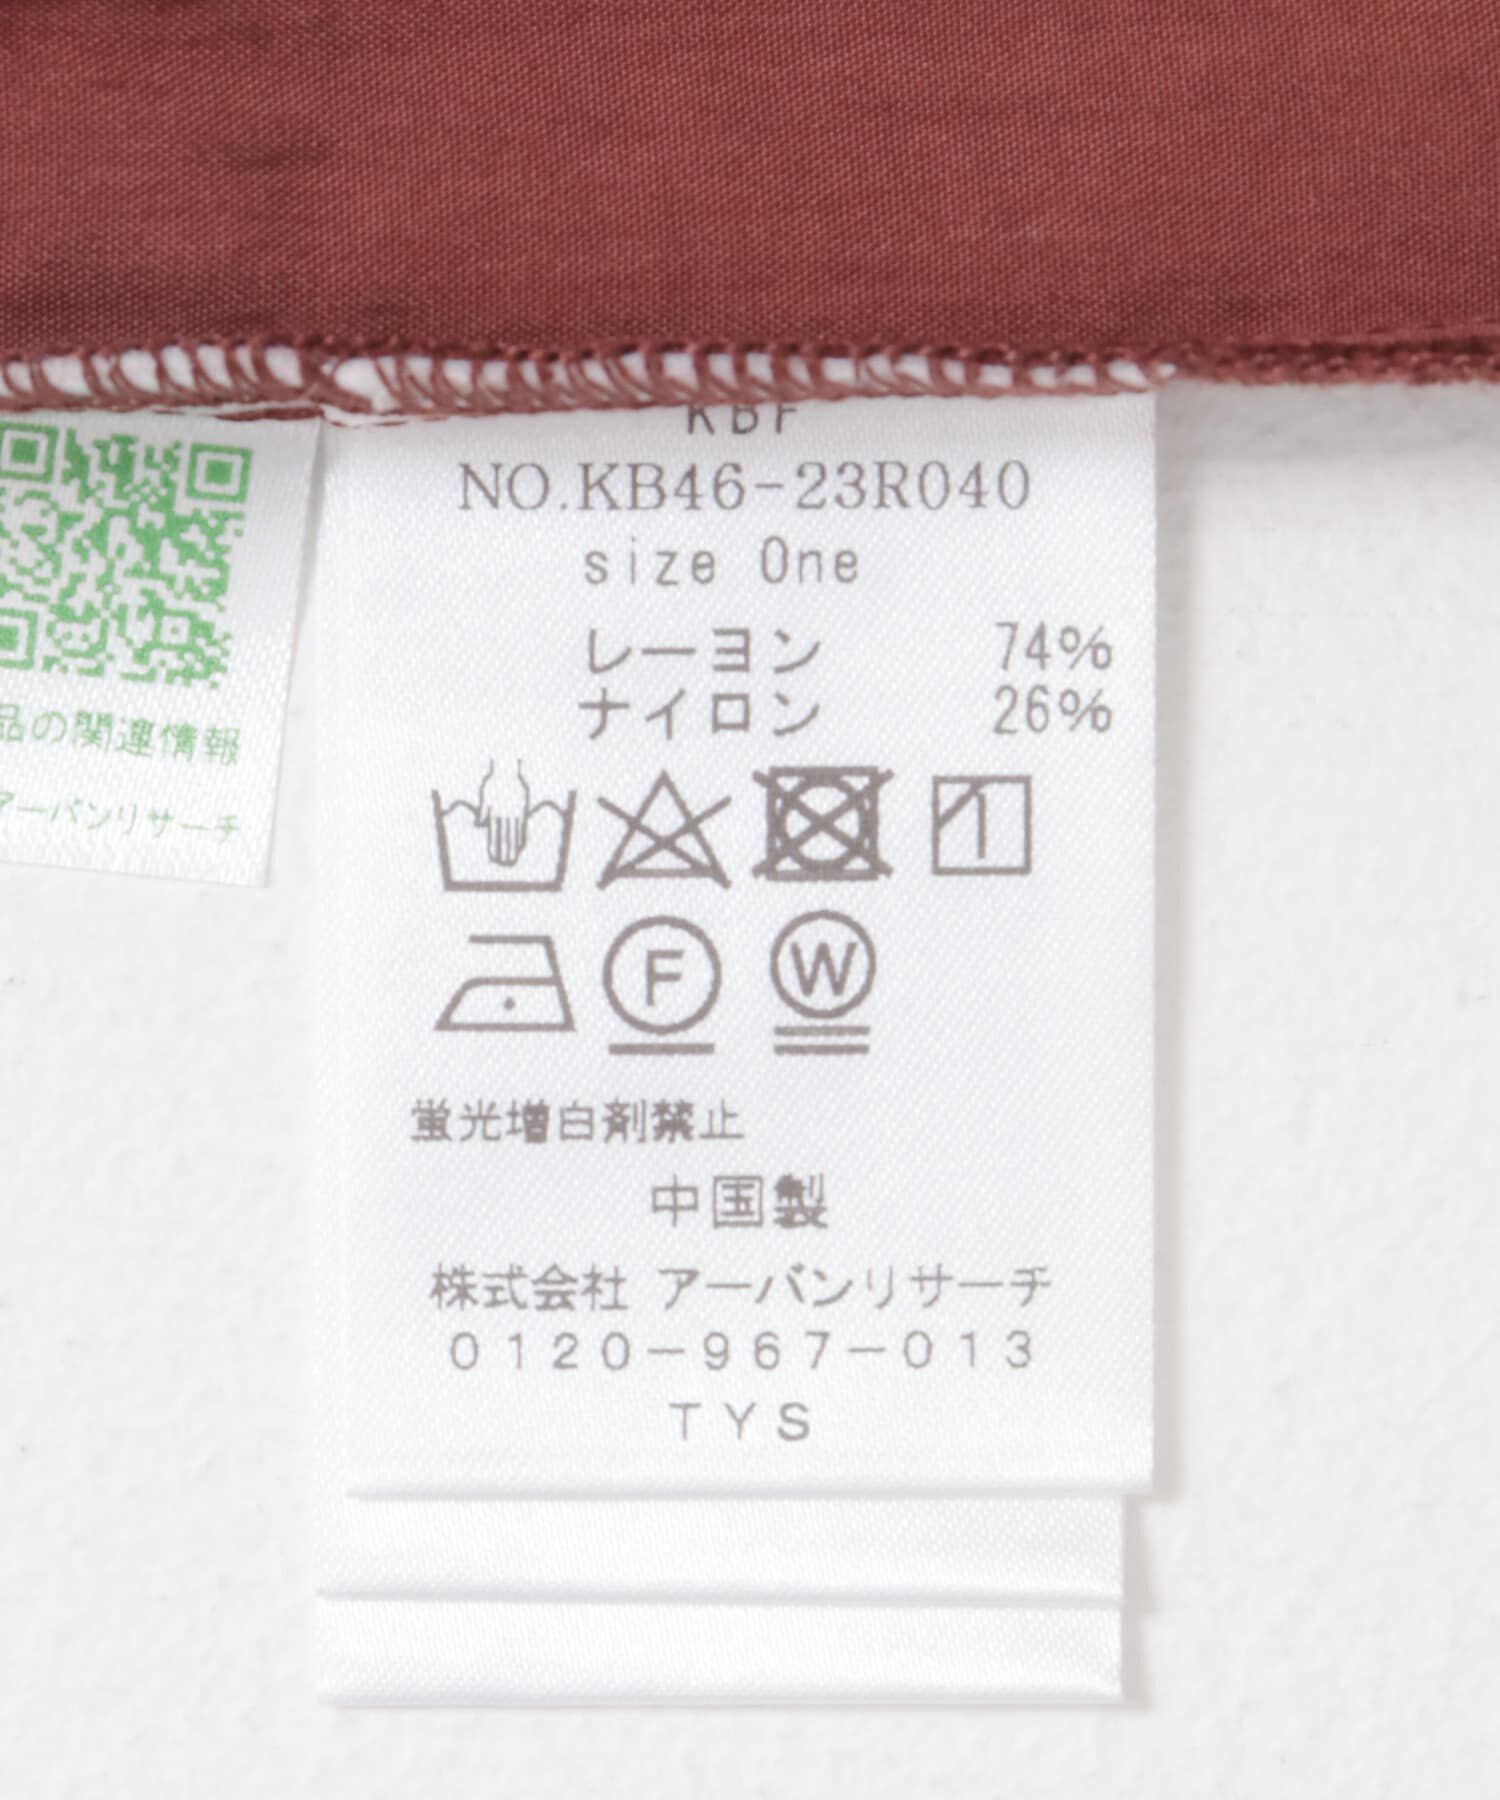 KBF
NO.KB46-23R040
size One
レーヨン 74%
ナイロン 26%
F W
蛍光増白剤禁止
中国製
株式会社 アーバンリサーチ
0120-967-013
TYS
品の関連情報
アーバンリサーチ